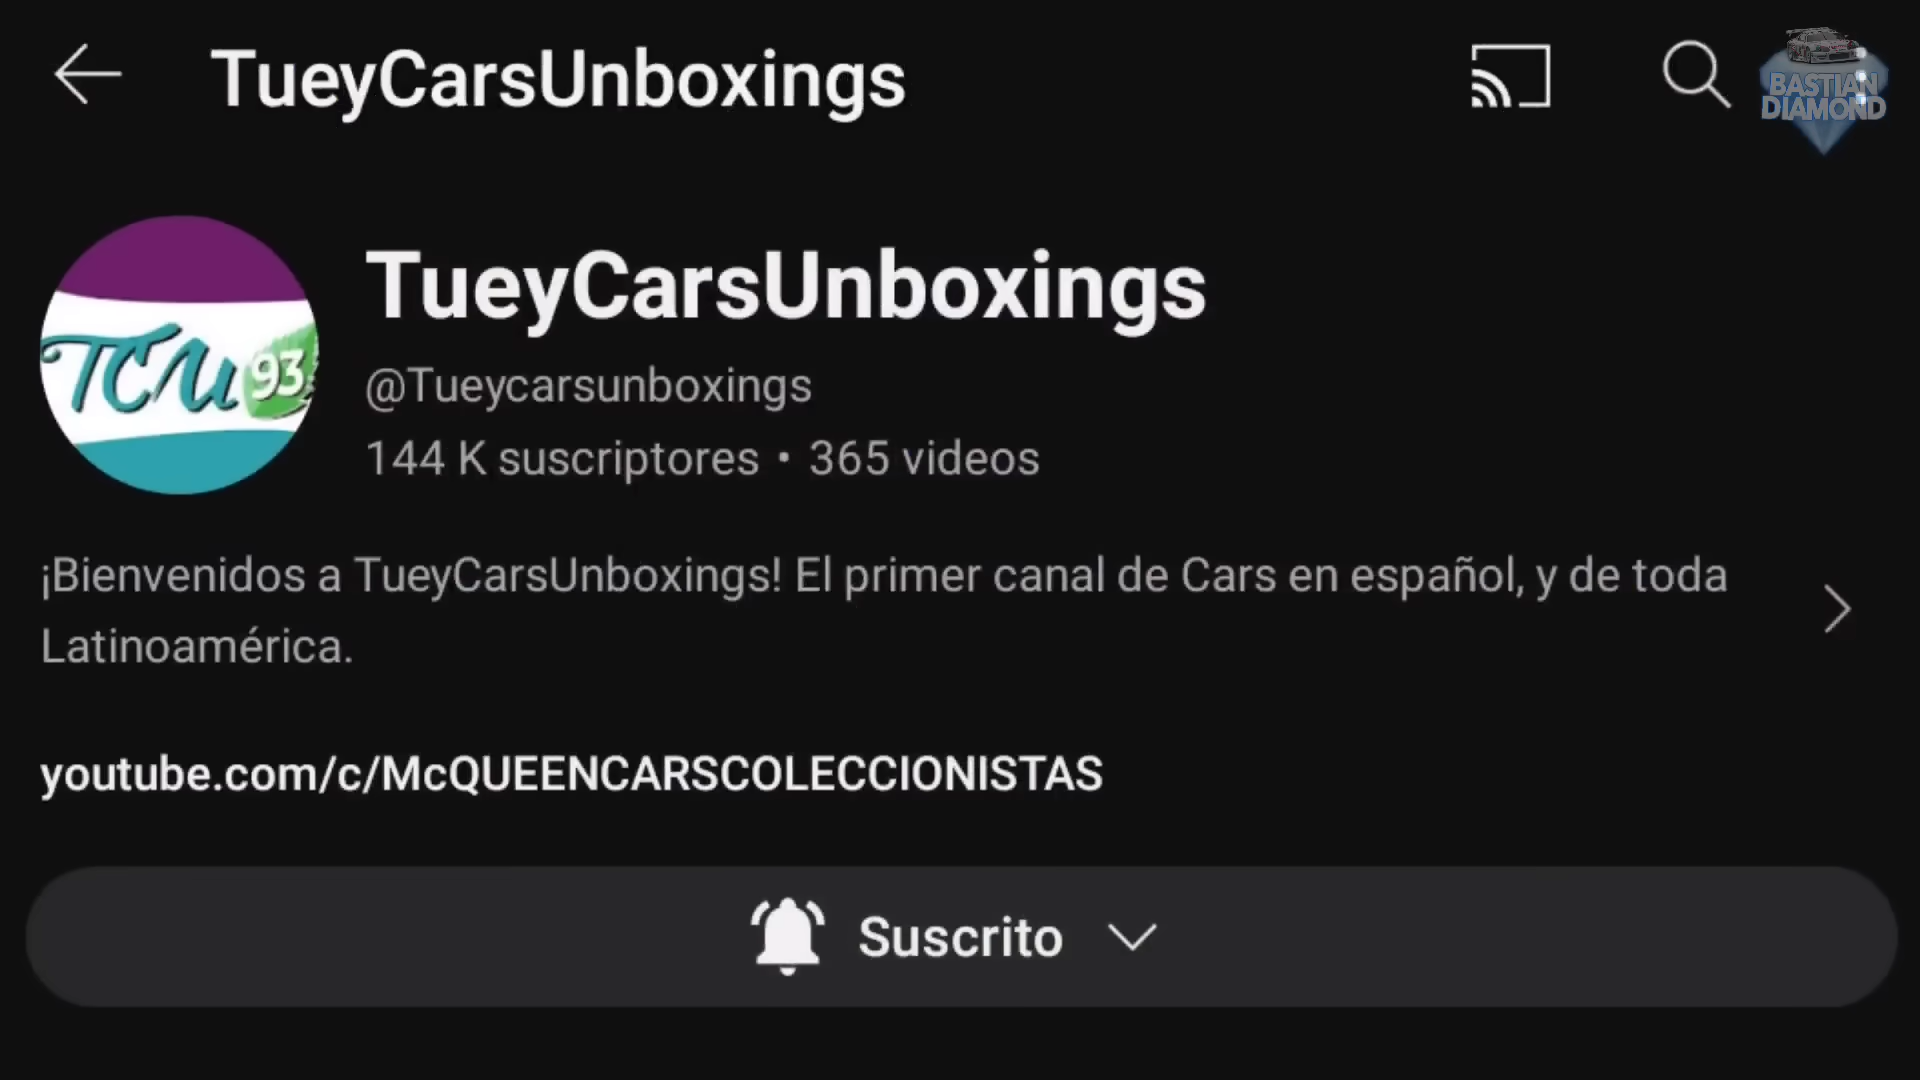 TueyCarsUnboxings
BASTIAN
DIAMOND
TCU 93
TueyCarsUnboxings
@Tueycarsunboxings
144 K suscriptores • 365 videos
¡Bienvenidos a TueyCarsUnboxings! El primer canal de Cars en español, y de toda
Latinoamérica.
youtube.com/c/McQUEENCARSCOLECCIONISTAS
Suscrito